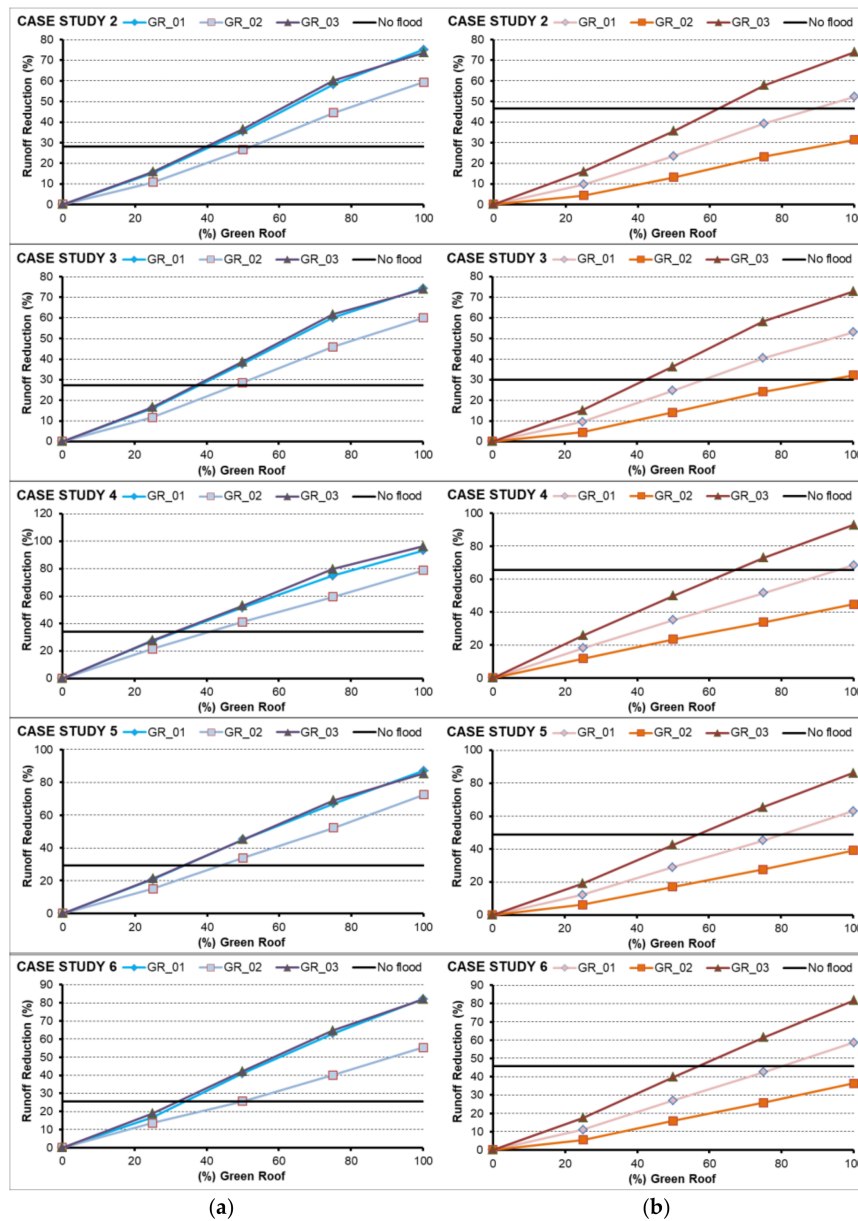 CASE STUDY 2 GR_01 GR_02 GR_03 No flood
Runoff Reduction (%)
80
70
60
50
40
30
20
10
0
0 20 40 60 80 100
(%) Green Roof
CASE STUDY 2 GR_01 GR_02 GR_03 No flood
Runoff Reduction (%)
80
70
60
50
40
30
20
10
0
0 20 40 60 80 100
(%) Green Roof
CASE STUDY 3 GR_01 GR_02 GR_03 No flood
Runoff Reduction (%)
80
70
60
50
40
30
20
10
0
0 20 40 60 80 100
(%) Green Roof
CASE STUDY 3 GR_01 GR_02 GR_03 No flood
Runoff Reduction (%)
80
70
60
50
40
30
20
10
0
0 20 40 60 80 100
(%) Green Roof
CASE STUDY 4 GR_01 GR_02 GR_03 No flood
Runoff Reduction (%)
120
100
80
60
40
20
0
0 20 40 60 80 100
(%) Green Roof
CASE STUDY 4 GR_01 GR_02 GR_03 No flood
Runoff Reduction (%)
100
80
60
40
20
0
0 20 40 60 80 100
(%) Green Roof
CASE STUDY 5 GR_01 GR_02 GR_03 No flood
Runoff Reduction (%)
100
80
60
40
20
0
0 20 40 60 80 100
(%) Green Roof
CASE STUDY 5 GR_01 GR_02 GR_03 No flood
Runoff Reduction (%)
100
80
60
40
20
0
0 20 40 60 80 100
(%) Green Roof
CASE STUDY 6 GR_01 GR_02 GR_03 No flood
Runoff Reduction (%)
90
80
70
60
50
40
30
20
10
0
0 20 40 60 80 100
(%) Green Roof
CASE STUDY 6 GR_01 GR_02 GR_03 No flood
Runoff Reduction (%)
90
80
70
60
50
40
30
20
10
0
0 20 40 60 80 100
(%) Green Roof
(a) (b)